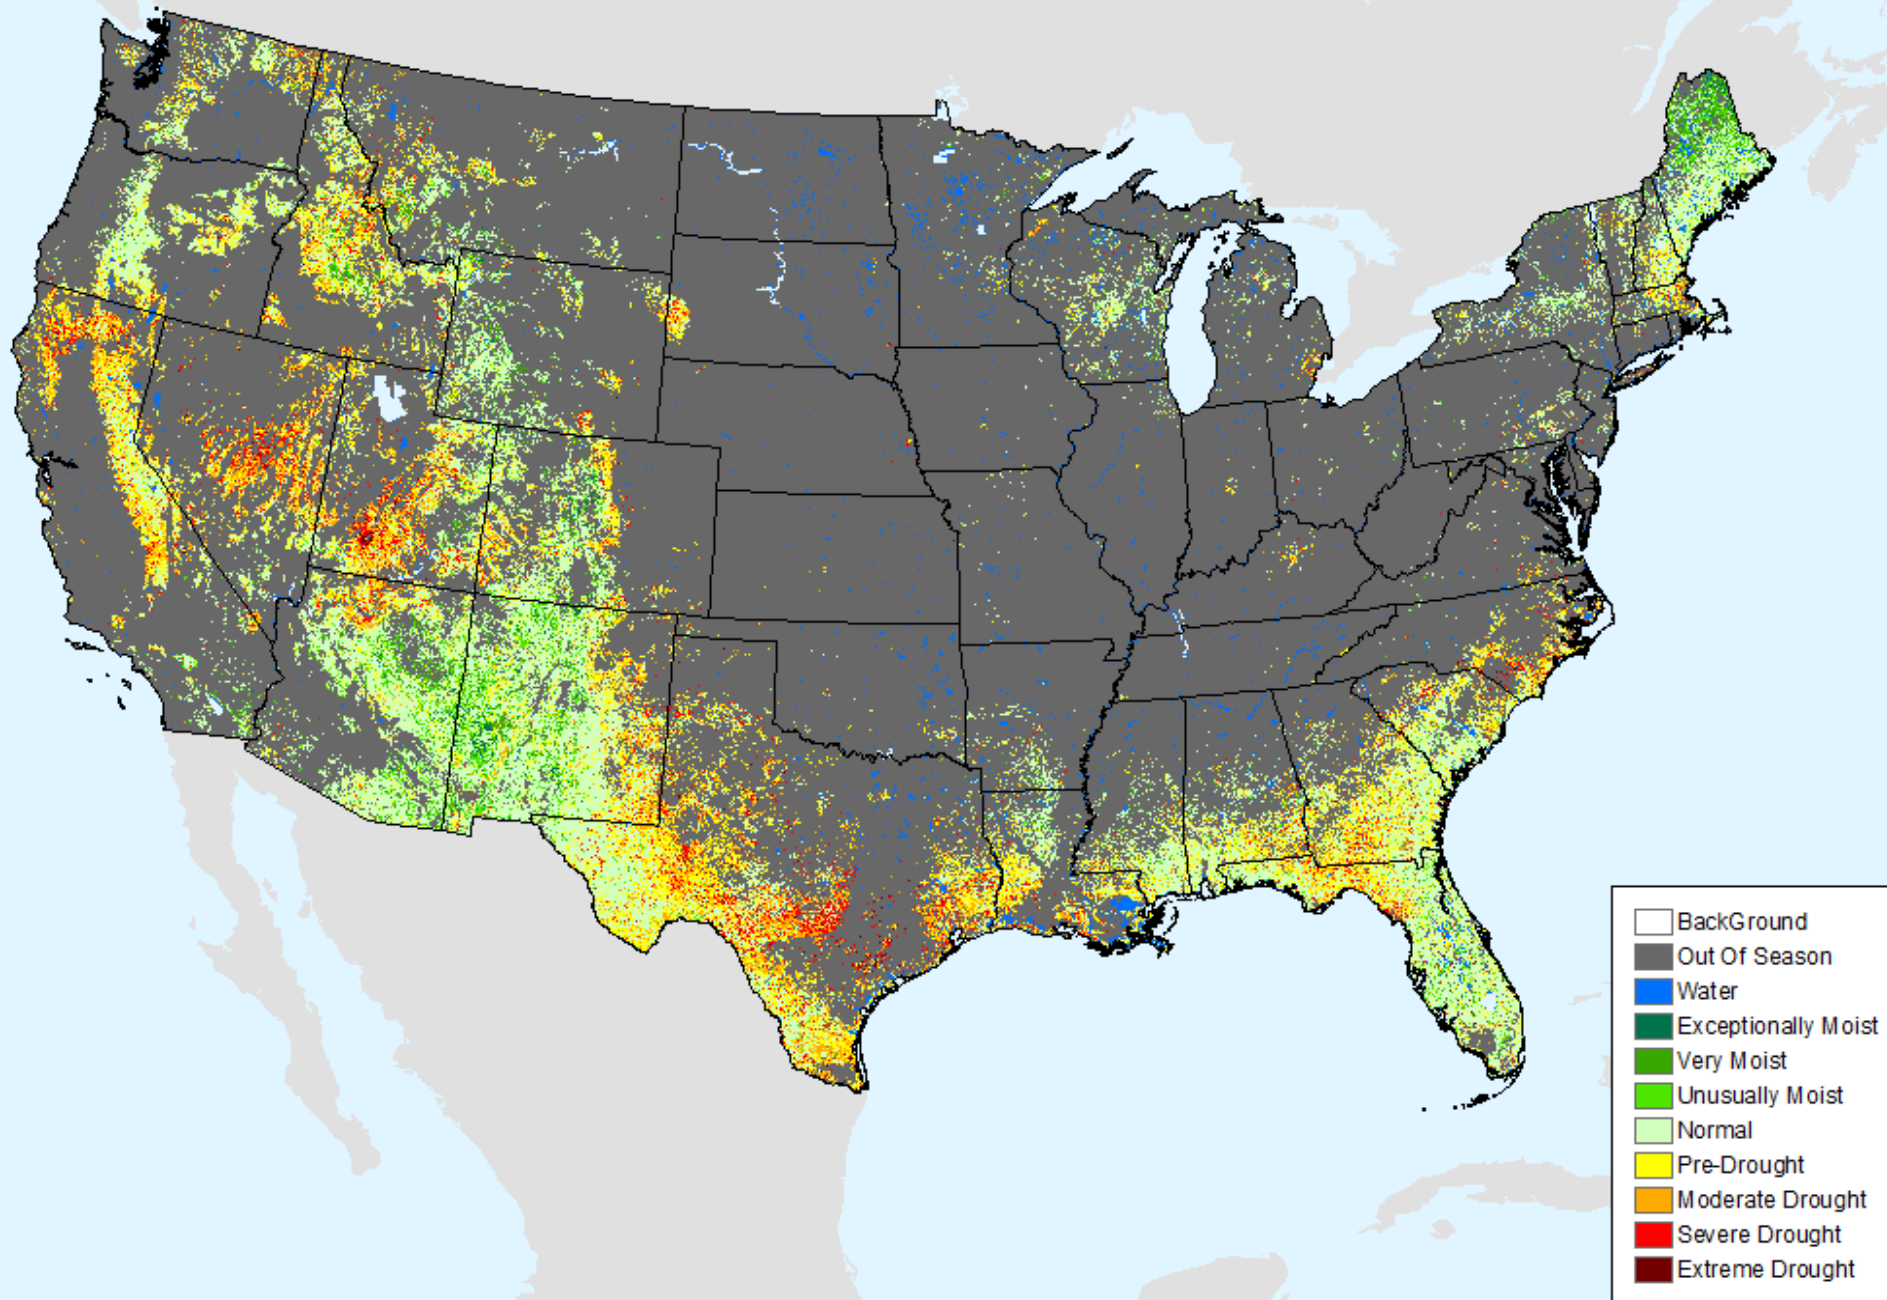 BackGround
Out Of Season
Water
Exceptionally Moist
Very Moist
Unusually Moist
Normal
Pre-Drought
Moderate Drought
Severe Drought
Extreme Drought